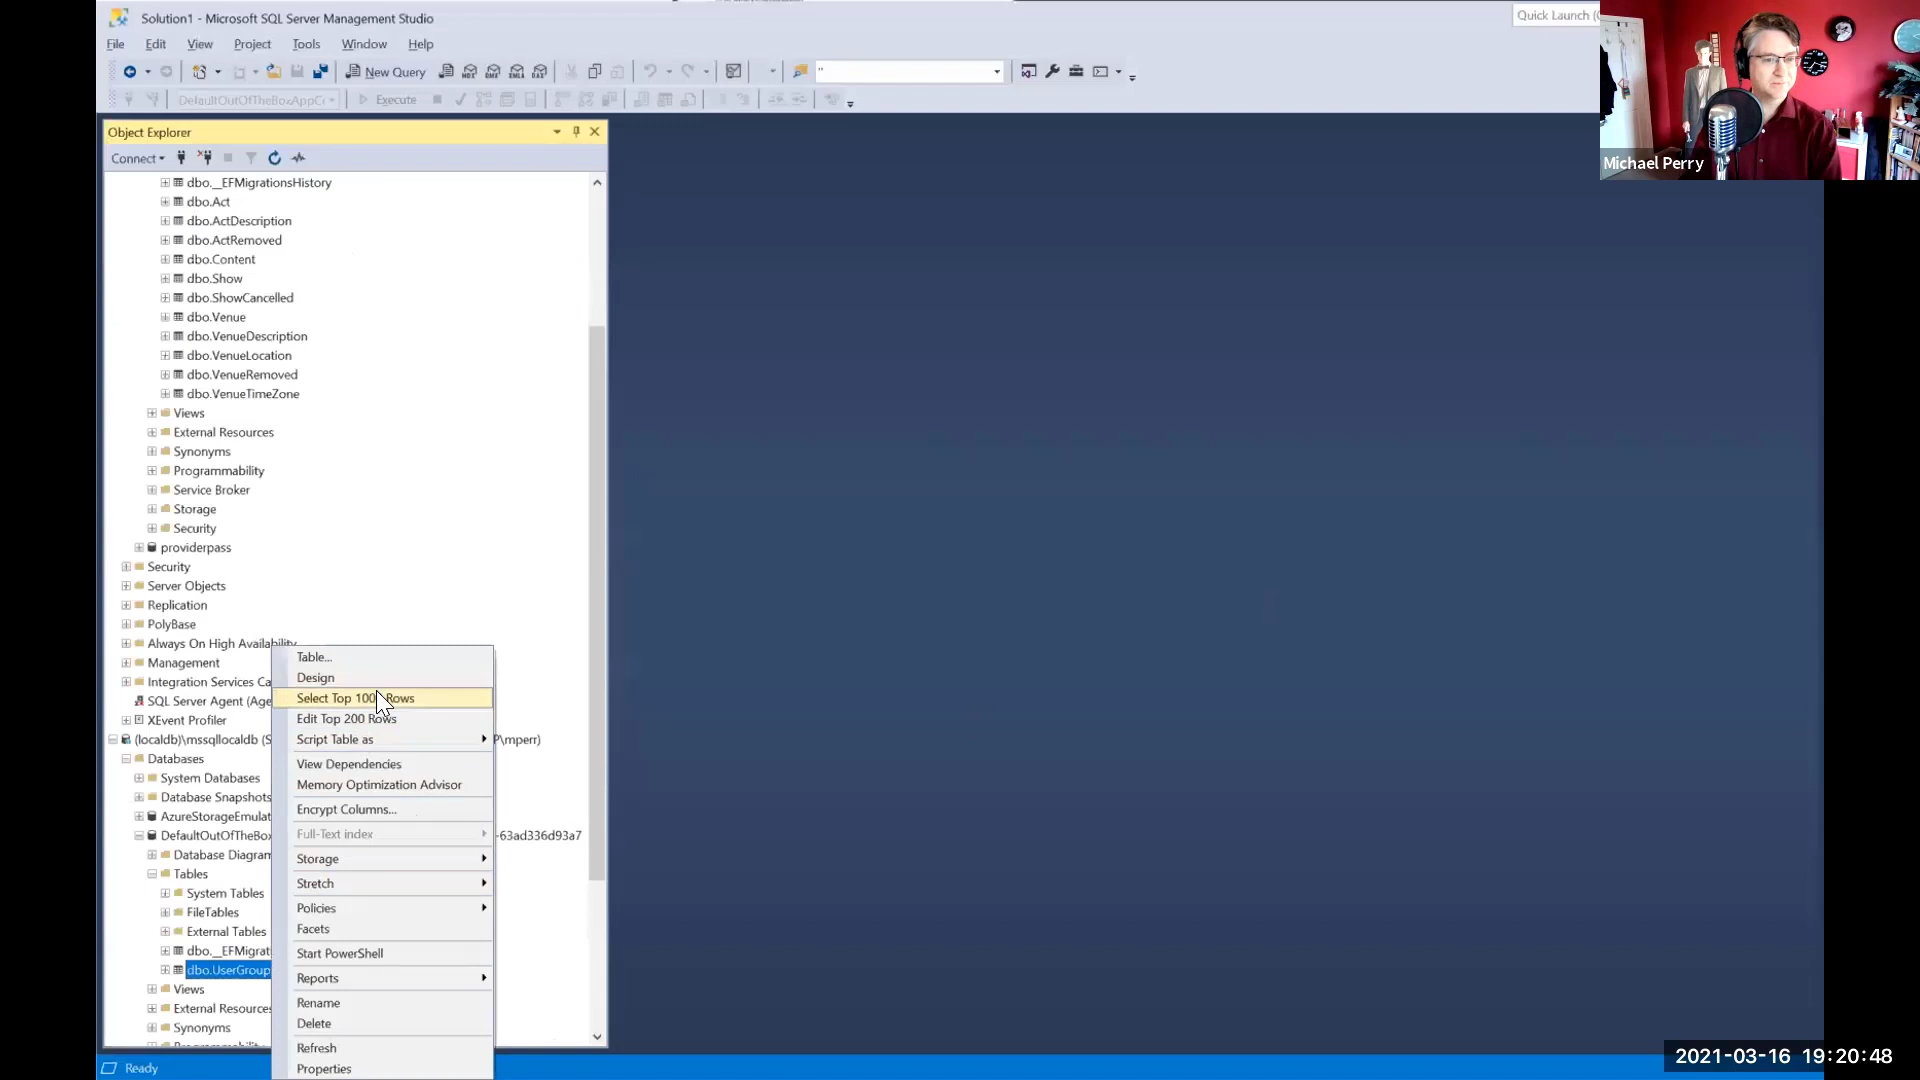 Solution1 - Microsoft SQL Server Management Studio
Quick Launch (
File Edit View Project Tools Window Help
New Query
DefaultOutOfTheBoxAppC
Execute
Michael Perry
Object Explorer
Connect
dbo.__EFMigrationsHistory
dbo.Act
dbo.ActDescription
dbo.ActRemoved
dbo.Content
dbo.Show
dbo.ShowCancelled
dbo.Venue
dbo.VenueDescription
dbo.VenueLocation
dbo.VenueRemoved
dbo.VenueTimeZone
Views
External Resources
Synonyms
Programmability
Service Broker
Storage
Security
providerpass
Security
Server Objects
Replication
PolyBase
Always On High Availability
Management
Integration Services Ca
SQL Server Agent (Age
XEvent Profiler
(localdb)\mssqllocaldb (S
P\mperr)
Databases
System Databases
Database Snapshots
AzureStorageEmulat
DefaultOutOfTheBox
-63ad336d93a7
Database Diagram
Tables
System Tables
FileTables
External Tables
dbo.__EFMigrat
dbo.UserGroup
Views
External Resources
Synonyms
Table...
Design
Select Top 100 Rows
Edit Top 200 Rows
Script Table as
View Dependencies
Memory Optimization Advisor
Encrypt Columns...
Full-Text index
Storage
Stretch
Policies
Facets
Start PowerShell
Reports
Rename
Delete
Refresh
Properties
Ready
2021-03-16 19:20:48